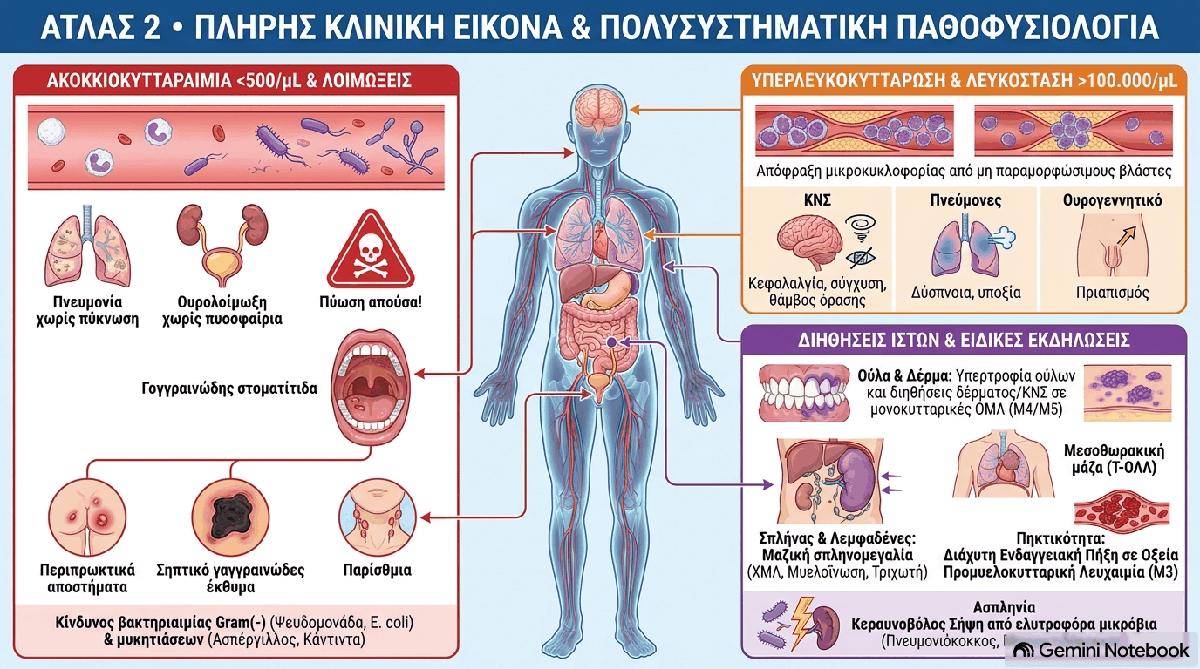 ΑΤΛΑΣ 2 • ΠΛΗΡΗΣ ΚΛΙΝΙΚΗ ΕΙΚΟΝΑ & ΠΟΛΥΣΥΣΤΗΜΑΤΙΚΗ ΠΑΘΟΦΥΣΙΟΛΟΓΙΑ
ΑΚΟΚΚΙΟΚΥΤΤΑΡΑΙΜΙΑ <500/μL & ΛΟΙΜΩΞΕΙΣ
Πνευμονία
χωρίς πύκνωση
Ουρολοίμωξη
χωρίς πυοσφαίρια
Πύωση απούσα!
Γογγραινώδης στοματίτιδα
Περιπρωκτικά
αποστήματα
Σηπτικό γαγγραινώδες
έκθυμα
Παρίσθμια
Κίνδυνος βακτηριαιμίας Gram(-) (Ψευδομονάδα, E. coli)
& μυκητιάσεων (Ασπέργιλλος, Κάντιντα)
ΥΠΕΡΛΕΥΚΟΚΥΤΤΑΡΩΣΗ & ΛΕΥΚΟΣΤΑΣΗ >100.000/μL
Απόφραξη μικροκυκλοφορίας από μη παραμορφώσιμους βλάστες
ΚΝΣ
Κεφαλαλγία, σύγχυση,
θάμβος όρασης
Πνεύμονες
Δύσπνοια, υποξία
Ουρογεννητικό
Πριαπισμός
ΔΙΗΘΗΣΕΙΣ ΙΣΤΩΝ & ΕΙΔΙΚΕΣ ΕΚΔΗΛΩΣΕΙΣ
Ούλα & Δέρμα: Υπερτροφία ούλων
και διηθήσεις δέρματος/ΚΝΣ σε
μονοκυτταρικές ΟΜΛ (M4/M5)
Σπλήνας & Λεμφαδένες:
Μαζική σπληνομεγαλία
(ΧΜΛ, Μυελοΐνωση, Τριχωτή)
Μεσοθωρακική
μάζα (Τ-ΟΛΛ)
Πηκτικότητα:
Διάχυτη Ενδαγγειακή Πήξη σε Οξεία
Προμυελοκυτταρική Λευχαιμία (M3)
Ασπληνία
Κεραυνοβόλος Σήψη από ελυτροφόρα μικρόβια
(Πνευμονιόκοκκος,
Gemini Notebook